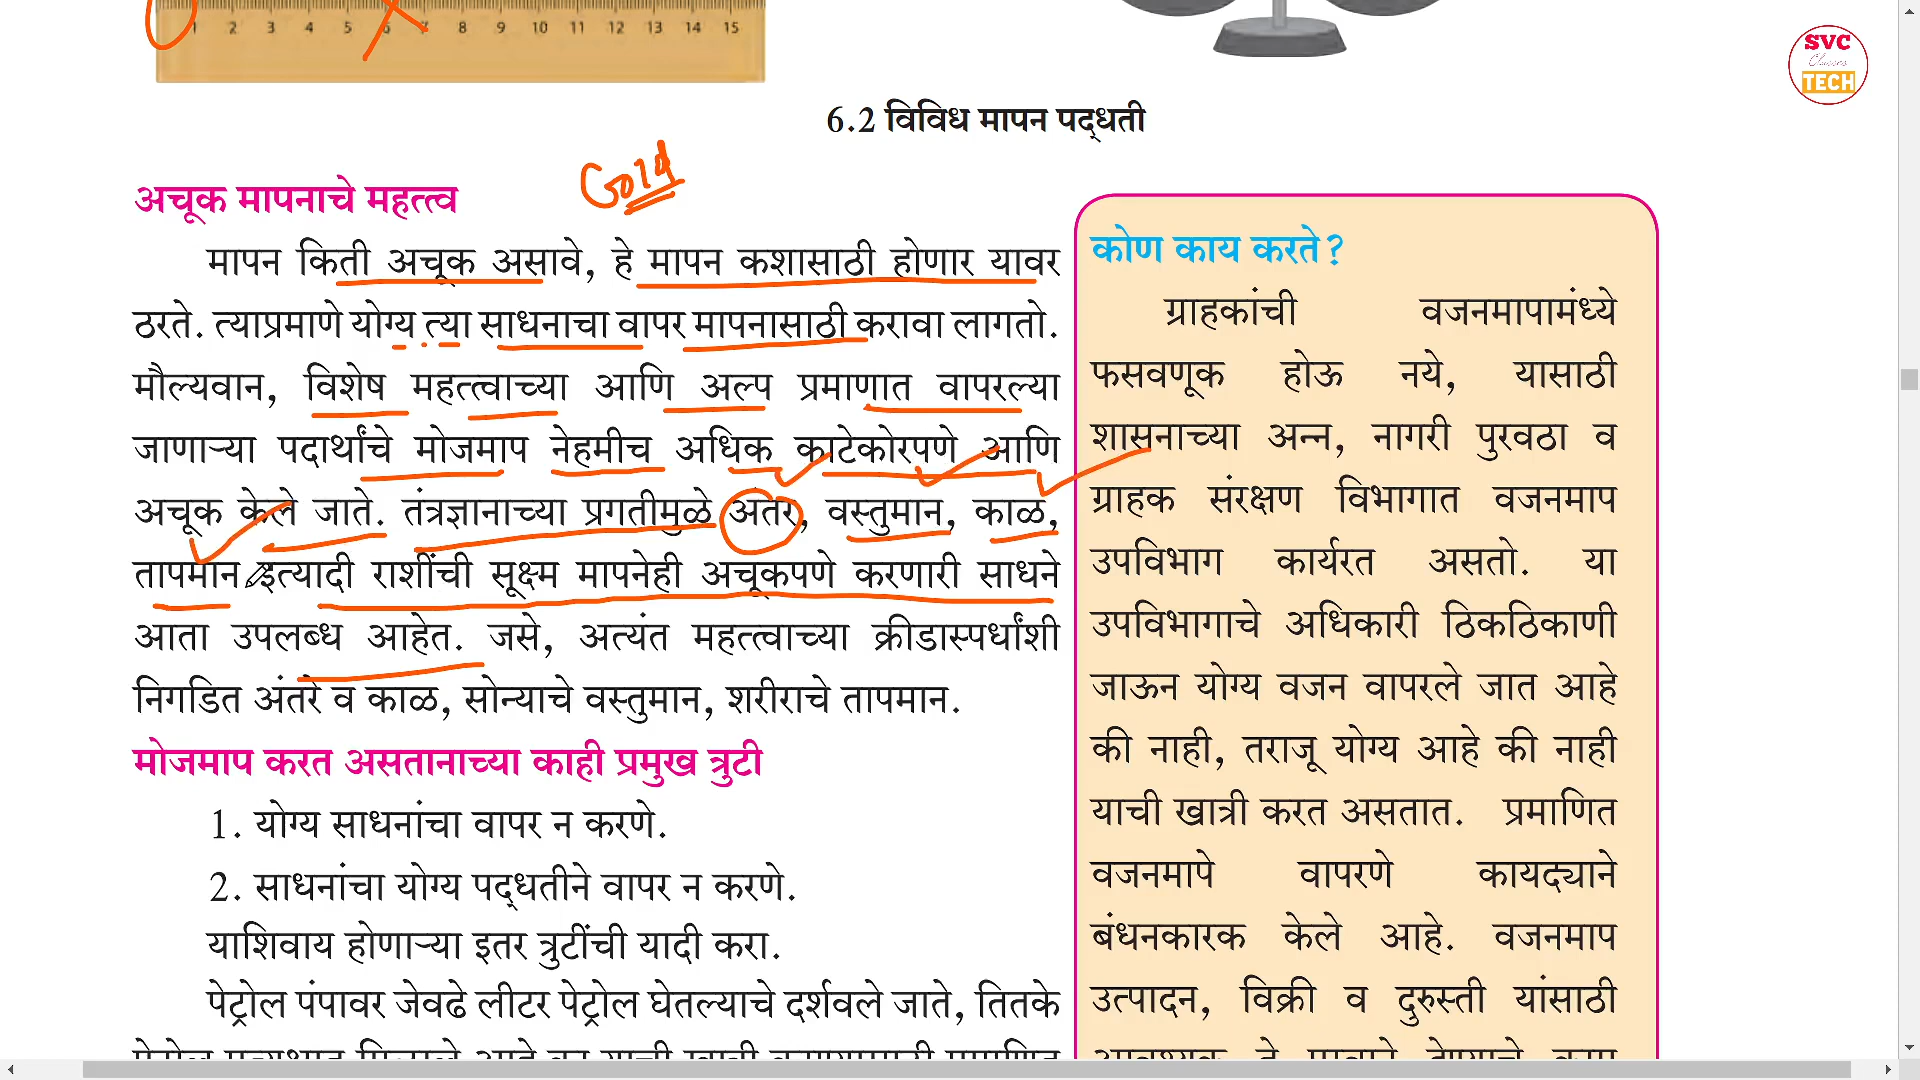 1 2 3 4 5 6 7 8 9 10 11 12 13 14 15
SVC
Classes
TECH
6.2 विविध मापन पद्धती
Gold
अचूक मापनाचे महत्त्व
मापन किती अचूक असावे, हे मापन कशासाठी होणार यावर
ठरते. त्याप्रमाणे योग्य त्या साधनाचा वापर मापनासाठी करावा लागतो.
मौल्यवान, विशेष महत्त्वाच्या आणि अल्प प्रमाणात वापरल्या
जाणाऱ्या पदार्थांचे मोजमाप नेहमीच अधिक काटेकोरपणे आणि
अचूक केले जाते. तंत्रज्ञानाच्या प्रगतीमुळे अंतर, वस्तुमान, काळ,
तापमान इत्यादी राशींची सूक्ष्म मापनेही अचूकपणे करणारी साधने
आता उपलब्ध आहेत. जसे, अत्यंत महत्त्वाच्या क्रीडास्पर्धांशी
निगडित अंतरे व काळ, सोन्याचे वस्तुमान, शरीराचे तापमान.
मोजमाप करत असतानाच्या काही प्रमुख त्रुटी
1. योग्य साधनांचा वापर न करणे.
2. साधनांचा योग्य पद्धतीने वापर न करणे.
याशिवाय होणाऱ्या इतर त्रुटींची यादी करा.
पेट्रोल पंपावर जेवढे लीटर पेट्रोल घेतल्याचे दर्शवले जाते, तितके
कोण काय करते ?
ग्राहकांची वजनमापामंध्ये
फसवणूक होऊ नये, यासाठी
शासनाच्या अन्न, नागरी पुरवठा व
ग्राहक संरक्षण विभागात वजनमाप
उपविभाग कार्यरत असतो. या
उपविभागाचे अधिकारी ठिकठिकाणी
जाऊन योग्य वजन वापरले जात आहे
की नाही, तराजू योग्य आहे की नाही
याची खात्री करत असतात. प्रमाणित
वजनमापे वापरणे कायद्याने
बंधनकारक केले आहे. वजनमाप
उत्पादन, विक्री व दुरुस्ती यांसाठी